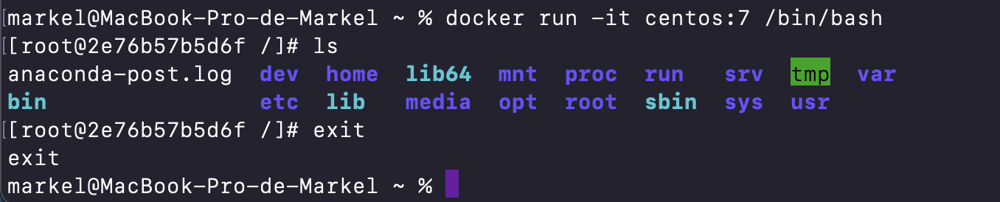 markel@MacBook-Pro-de-Markel ~ % docker run -it centos:7 /bin/bash
[root@2e76b57b5d6f /]# ls
anaconda-post.log  dev  home  lib64  mnt  proc  run  srv  tmp  var
bin  etc  lib  media  opt  root  sbin  sys  usr
[root@2e76b57b5d6f /]# exit
exit
markel@MacBook-Pro-de-Markel ~ %